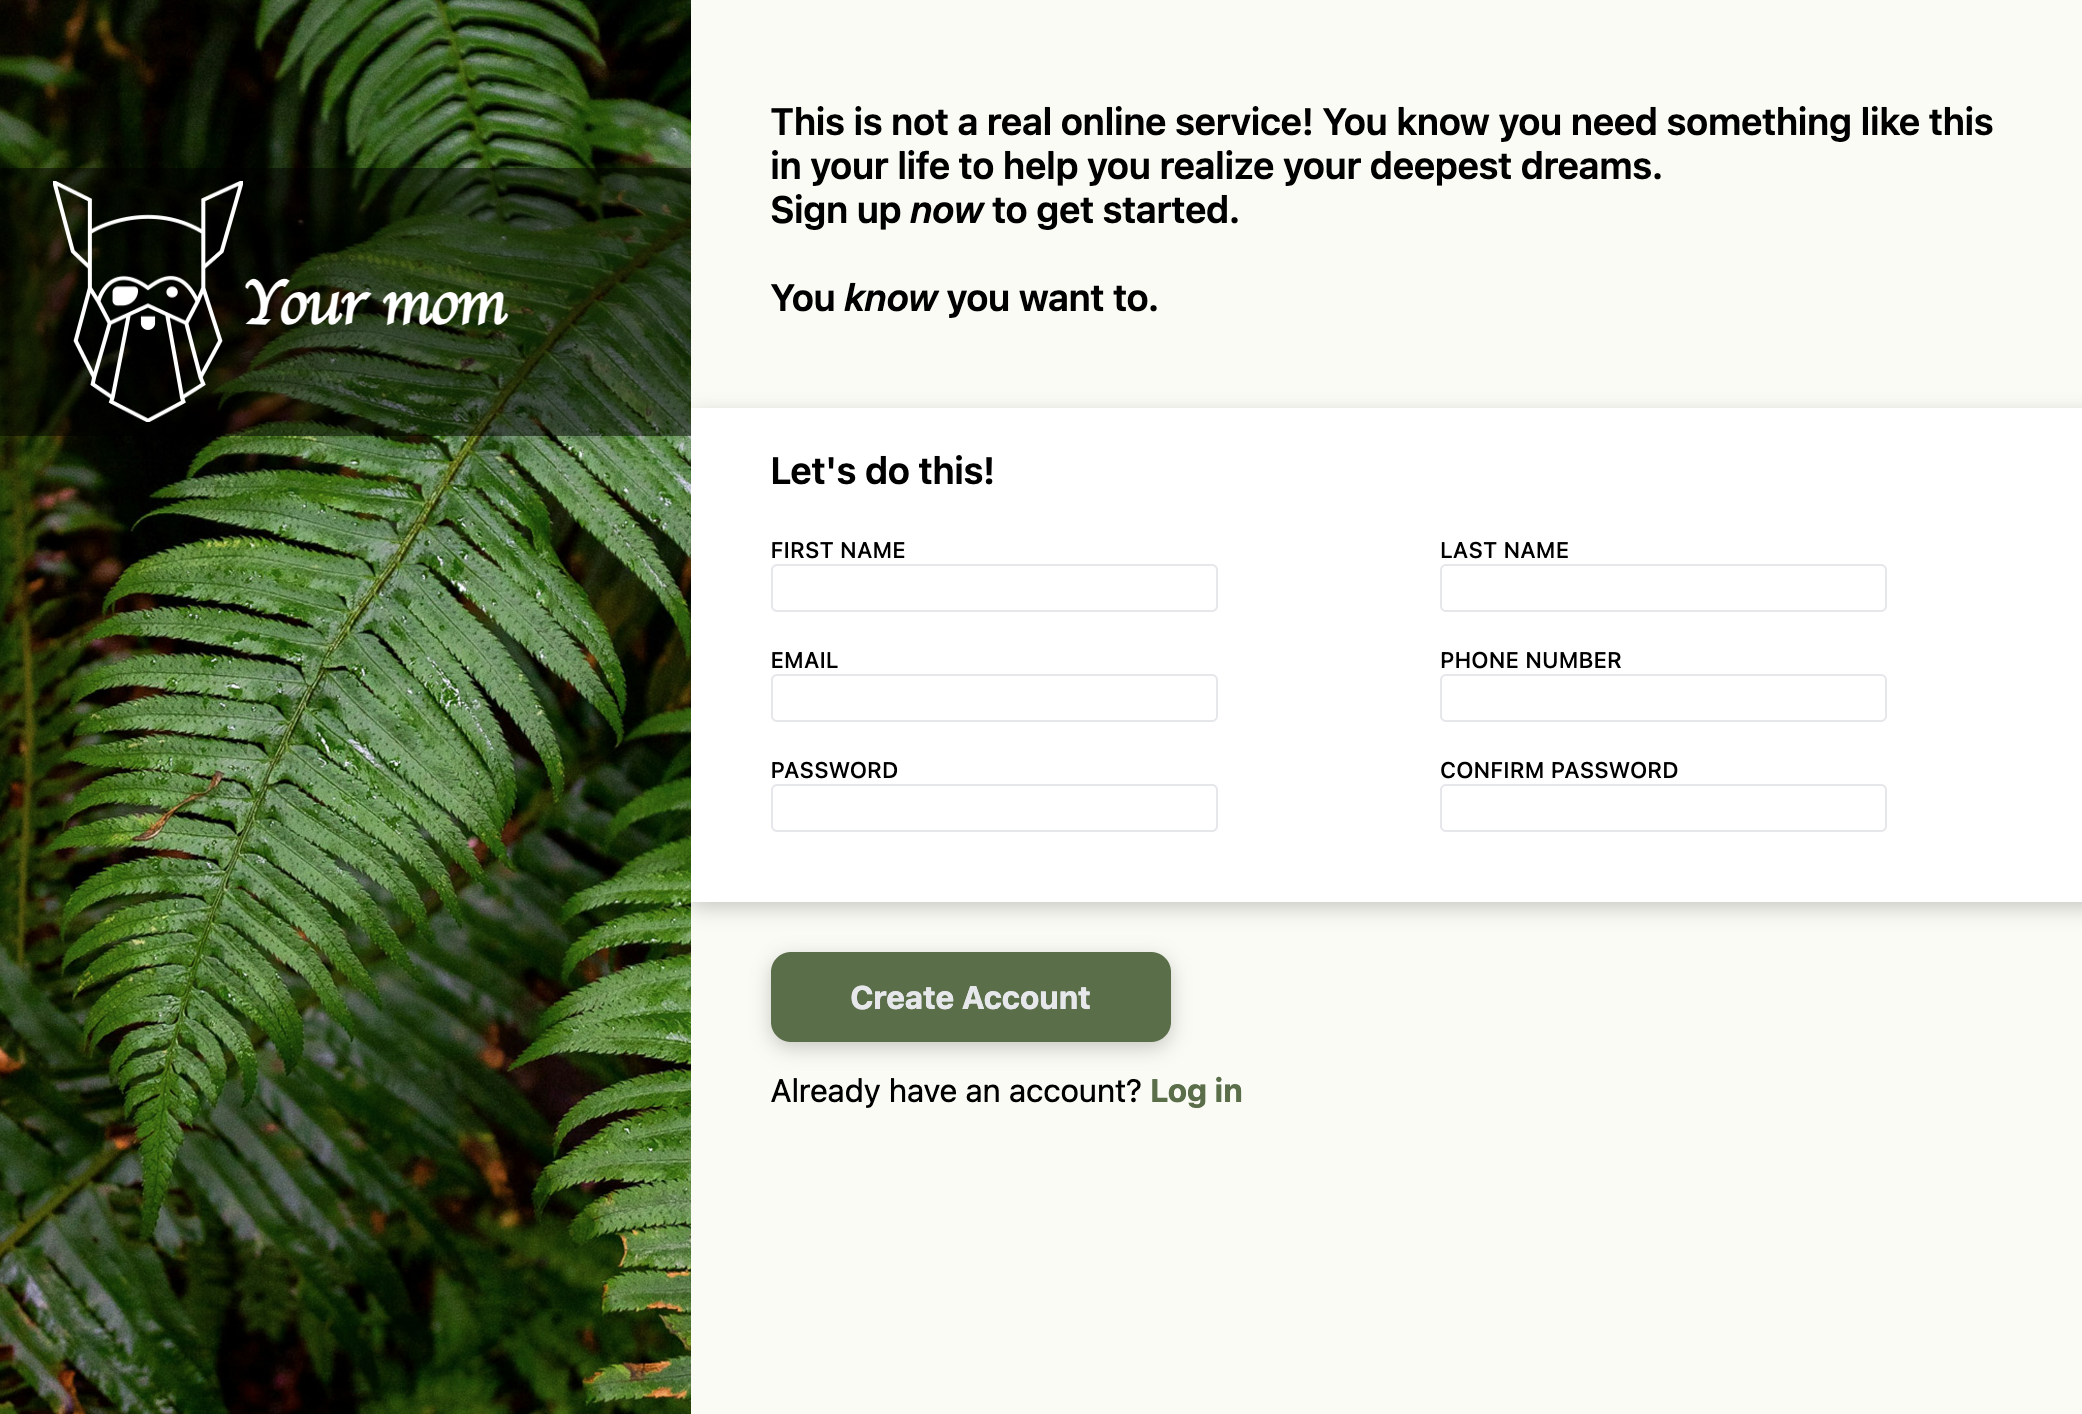 Your mom
This is not a real online service! You know you need something like this
in your life to help you realize your deepest dreams.
Sign up now to get started.
You know you want to.
Let's do this!
FIRST NAME
LAST NAME
EMAIL
PHONE NUMBER
PASSWORD
CONFIRM PASSWORD
Create Account
Already have an account? Log in